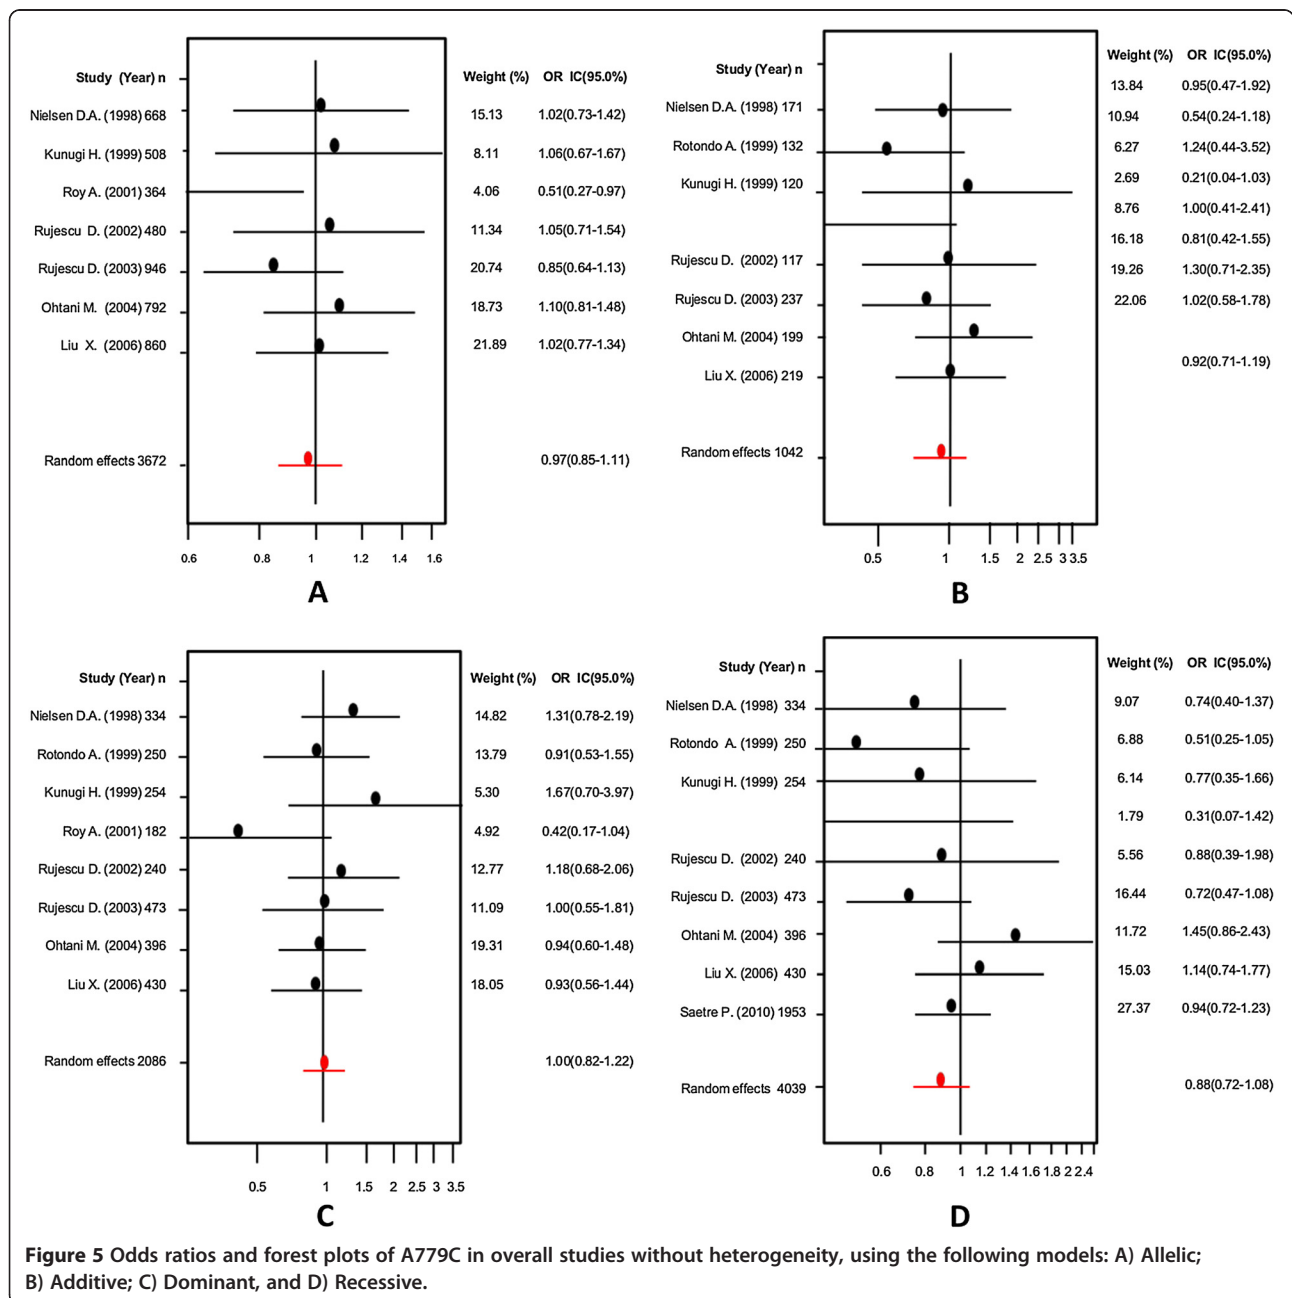 Study (Year) n Weight (%) OR IC(95.0%)
Nielsen D.A. (1998) 668 15.13 1.02(0.73-1.42)
Kunugi H. (1999) 508 8.11 1.06(0.67-1.67)
Roy A. (2001) 364 4.06 0.51(0.27-0.97)
Rujescu D. (2002) 480 11.34 1.05(0.71-1.54)
Rujescu D. (2003) 946 20.74 0.85(0.64-1.13)
Ohtani M. (2004) 792 18.73 1.10(0.81-1.48)
Liu X. (2006) 860 21.89 1.02(0.77-1.34)
Random effects 3672 0.97(0.85-1.11)
0.6 0.8 1 1.2 1.4 1.6
A
Weight (%) OR IC(95.0%)
Study (Year) n
13.84 0.95(0.47-1.92)
Nielsen D.A. (1998) 171
10.94 0.54(0.24-1.18)
Rotondo A. (1999) 132
6.27 1.24(0.44-3.52)
Kunugi H. (1999) 120
2.69 0.21(0.04-1.03)
8.76 1.00(0.41-2.41)
16.18 0.81(0.42-1.55)
Rujescu D. (2002) 117
19.26 1.30(0.71-2.35)
Rujescu D. (2003) 237
22.06 1.02(0.58-1.78)
Ohtani M. (2004) 199
0.92(0.71-1.19)
Liu X. (2006) 219
Random effects 1042
0.5 1 1.5 2 2.5 3 3.5
B
Study (Year) n Weight (%) OR IC(95.0%)
Nielsen D.A. (1998) 334 14.82 1.31(0.78-2.19)
Rotondo A. (1999) 250 13.79 0.91(0.53-1.55)
Kunugi H. (1999) 254 5.30 1.67(0.70-3.97)
Roy A. (2001) 182 4.92 0.42(0.17-1.04)
Rujescu D. (2002) 240 12.77 1.18(0.68-2.06)
Rujescu D. (2003) 473 11.09 1.00(0.55-1.81)
Ohtani M. (2004) 396 19.31 0.94(0.60-1.48)
Liu X. (2006) 430 18.05 0.93(0.56-1.44)
Random effects 2086 1.00(0.82-1.22)
0.5 1 1.5 2 2.5 3 3.5
C
Study (Year) n Weight (%) OR IC(95.0%)
Nielsen D.A. (1998) 334 9.07 0.74(0.40-1.37)
Rotondo A. (1999) 250 6.88 0.51(0.25-1.05)
Kunugi H. (1999) 254 6.14 0.77(0.35-1.66)
1.79 0.31(0.07-1.42)
Rujescu D. (2002) 240 5.56 0.88(0.39-1.98)
Rujescu D. (2003) 473 16.44 0.72(0.47-1.08)
Ohtani M. (2004) 396 11.72 1.45(0.86-2.43)
Liu X. (2006) 430 15.03 1.14(0.74-1.77)
Saetre P. (2010) 1953 27.37 0.94(0.72-1.23)
Random effects 4039 0.88(0.72-1.08)
0.6 0.8 1 1.2 1.4 1.6 1.8 2 2.4
D
Figure 5 Odds ratios and forest plots of A779C in overall studies without heterogeneity, using the following models: A) Allelic;
B) Additive; C) Dominant, and D) Recessive.